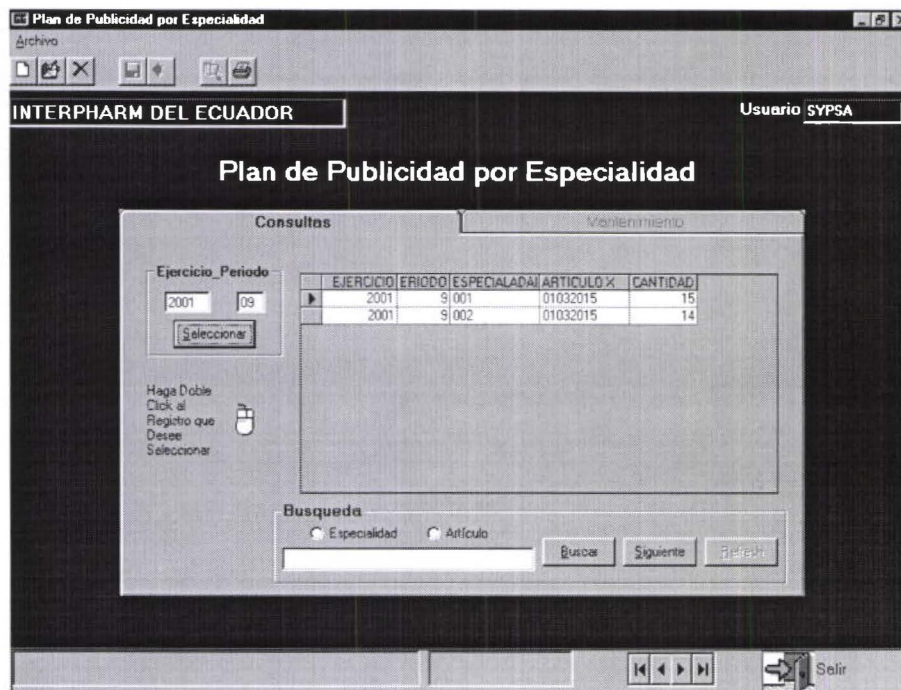 Plan de Publicidad por Especialidad
Archivo
INTERPHARM DEL ECUADOR
Usuario SYPSA
Plan de Publicidad por Especialidad
Consultas
Mantenimiento
Ejercicio_Periodo
2001 09
Seleccionar
EJERCICIO ERIODO ESPECIALADAI ARTICULO X CANTIDAD
2001 9 001 01032015 15
2001 9 002 01032015 14
Haga Doble
Click al
Registro que
Desee
Seleccionar
Busqueda
Especialidad Artículo
Buscar Siguiente Refresh
Salir